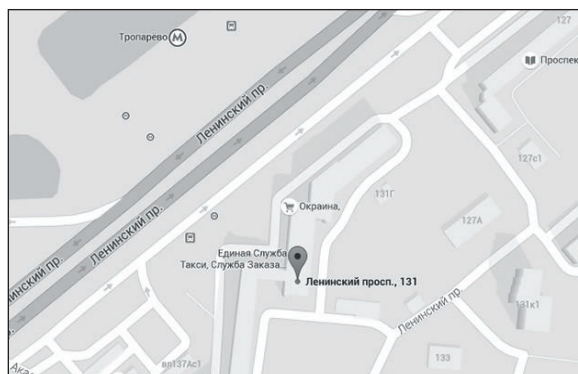 Тропарево
127
Проспек
Ленинский пр.
127с1
131Г
Окраина,
127А
Ленинский пр.
Единая Служба
Такси, Служба Заказа...
Ленинский просп., 131
инский пр.
Ленинский пр.
131к1
133
вл137Ас1
Ака